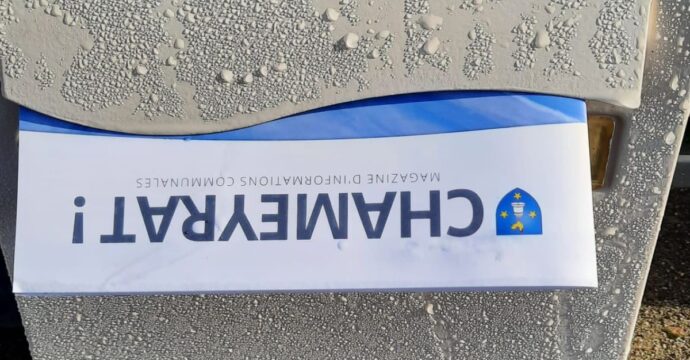 CHAMEYRAT!
MAGAZINE D'INFORMATIONS COMMUNALES